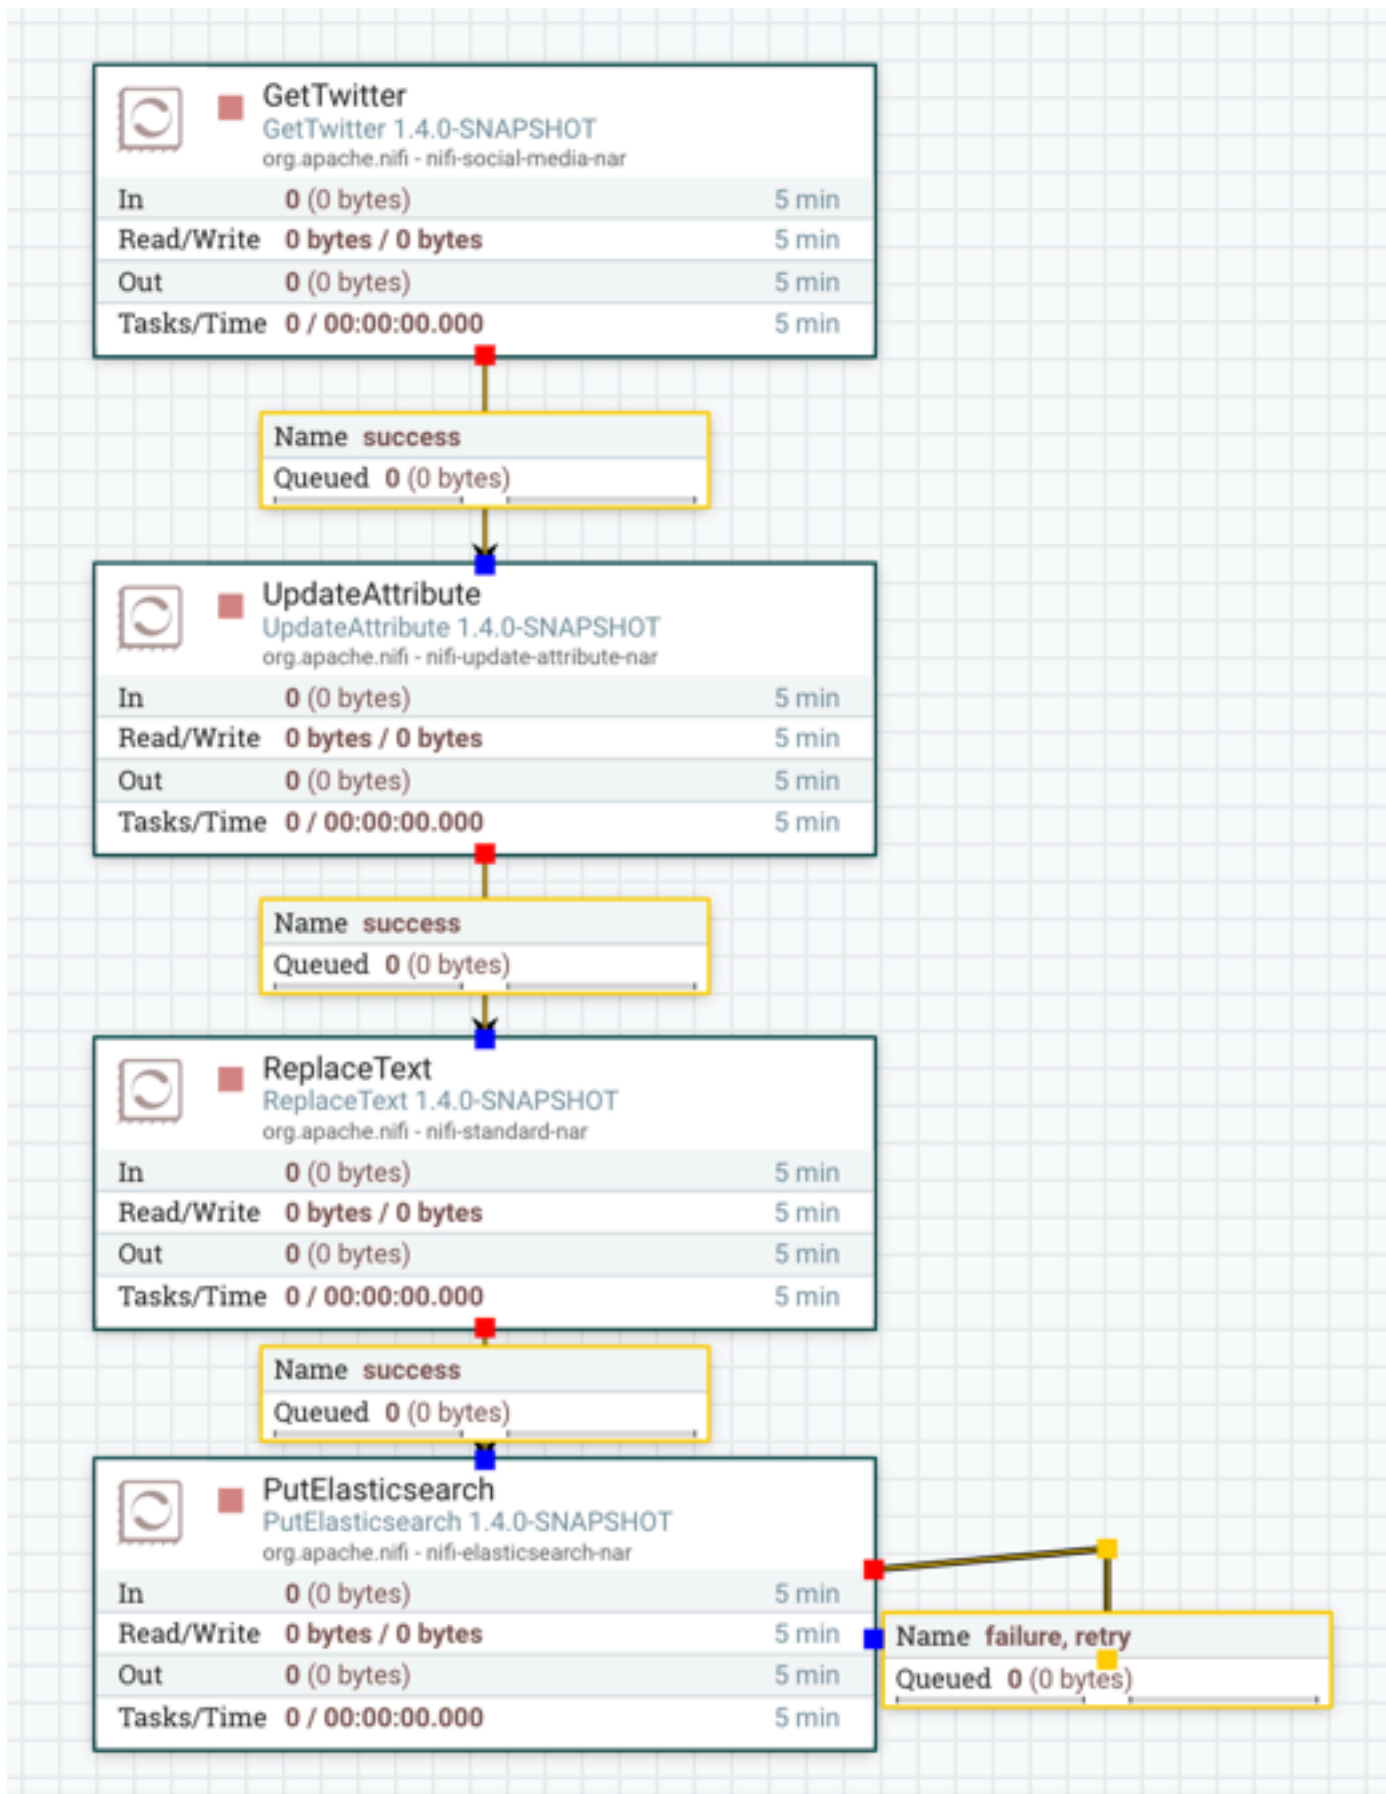 GetTwitter
GetTwitter 1.4.0-SNAPSHOT
org.apache.nifi - nifi-social-media-nar
In 0 (0 bytes) 5 min
Read/Write 0 bytes / 0 bytes 5 min
Out 0 (0 bytes) 5 min
Tasks/Time 0 / 00:00:00.000 5 min
Name success
Queued 0 (0 bytes)
UpdateAttribute
UpdateAttribute 1.4.0-SNAPSHOT
org.apache.nifi - nifi-update-attribute-nar
In 0 (0 bytes) 5 min
Read/Write 0 bytes / 0 bytes 5 min
Out 0 (0 bytes) 5 min
Tasks/Time 0 / 00:00:00.000 5 min
Name success
Queued 0 (0 bytes)
ReplaceText
ReplaceText 1.4.0-SNAPSHOT
org.apache.nifi - nifi-standard-nar
In 0 (0 bytes) 5 min
Read/Write 0 bytes / 0 bytes 5 min
Out 0 (0 bytes) 5 min
Tasks/Time 0 / 00:00:00.000 5 min
Name success
Queued 0 (0 bytes)
PutElasticsearch
PutElasticsearch 1.4.0-SNAPSHOT
org.apache.nifi - nifi-elasticsearch-nar
In 0 (0 bytes) 5 min
Read/Write 0 bytes / 0 bytes 5 min
Out 0 (0 bytes) 5 min
Tasks/Time 0 / 00:00:00.000 5 min
Name failure, retry
Queued 0 (0 bytes)